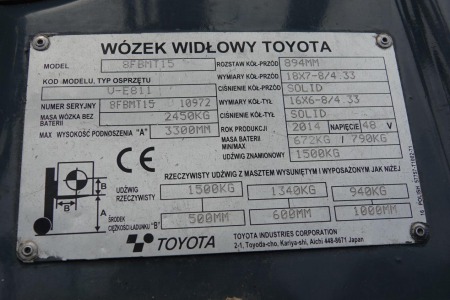 WÓZEK WIDŁOWY TOYOTA
MODEL 8FBMT15 ROZSTAW KÓŁ-PRZÓD 894MM
KOD MODELU, TYP OSPRZĘTU WYMIARY KÓŁ-PRZÓD 18X7-8/4.33
V-E811 CIŚNIENIE KÓŁ-PRZÓD SOLID
NUMER SERYJNY 8FBMT15 10972 WYMIARY KÓŁ-TYŁ 16X6-8/4.33
MASA WÓZKA BEZ BATERII 2450KG CIŚNIENIE KÓŁ-TYŁ SOLID
MAX WYSOKOŚĆ PODNOSZENIA "A" 3300MM ROK PRODUKCJI 2014 NAPIĘCIE 48 V
MASA BATERII MIN/MAX 672KG / 790KG
CE UDŹWIG ZNAMIONOWY 1500KG
RZECZYWISTY UDŹWIG Z MASZTEM WYSUNIĘTYM I WYPOSAŻONYM JAK NIŻEJ
UDŹWIG RZECZYWISTY 1500KG 1340KG 940KG
ŚRODEK CIĘŻKOŚCI ŁADUNKU "B" 500MM 600MM 1000MM
B
B
A
TOYOTA TOYOTA INDUSTRIES CORPORATION
2-1, Toyoda-cho, Kariya-shi, Aichi 448-8671 Japan